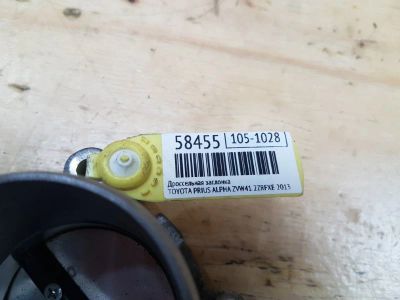 58455 105-1028
Дроссельная заслонка
TOYOTA PRIUS ALPHA ZVW41 2ZRFXE 2013